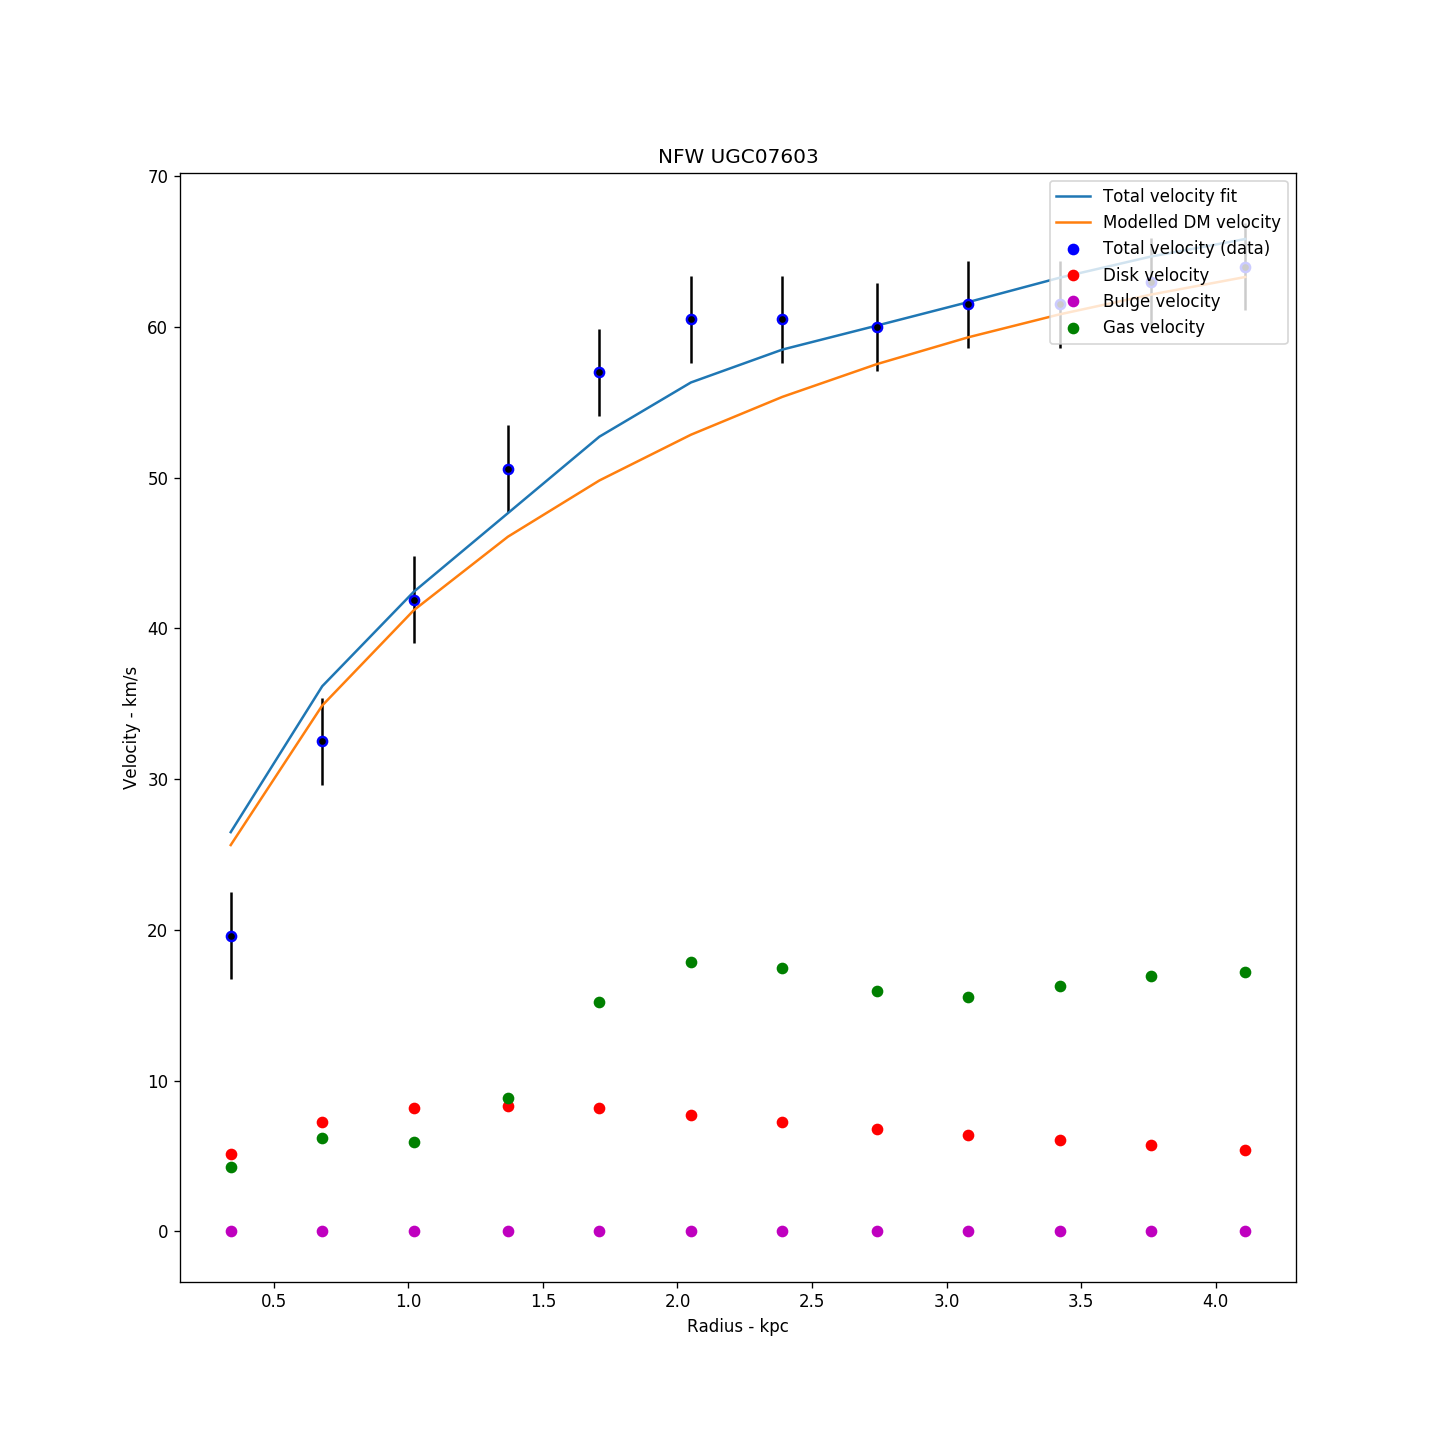 NFW UGC07603
70
60
50
40
30
20
10
0
Velocity - km/s
Total velocity fit
Modelled DM velocity
Total velocity (data)
Disk velocity
Bulge velocity
Gas velocity
0.5 1.0 1.5 2.0 2.5 3.0 3.5 4.0
Radius - kpc